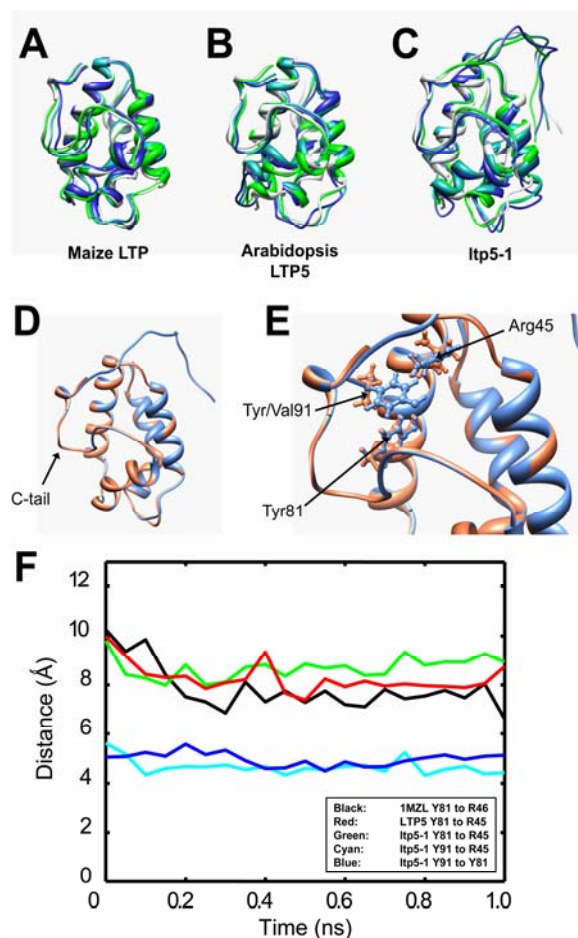 A
B
C
Maize LTP
Arabidopsis
LTP5
ltp5-1
D
E
Arg45
Tyr/Val91
C-tail
Tyr81
F
Distance (Å)
12
10
8
6
4
2
0
0 0.2 0.4 0.6 0.8 1.0
Time (ns)
Black: 1MZL Y81 to R46
Red: LTP5 Y81 to R45
Green: ltp5-1 Y81 to R45
Cyan: ltp5-1 Y91 to R45
Blue: ltp5-1 Y91 to Y81